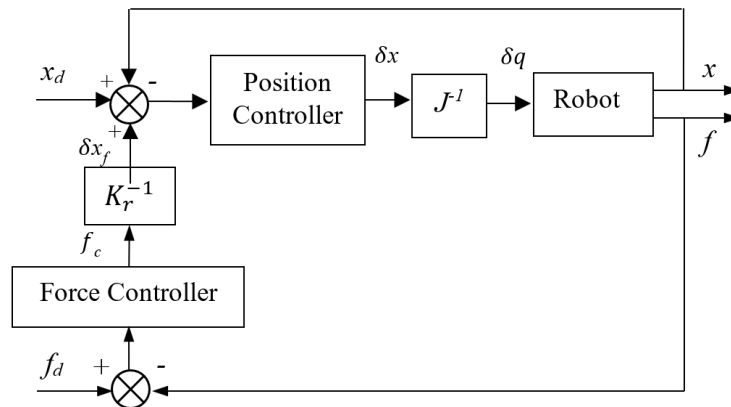 x_d
+
-
+
Position
Controller
δx
J^{-1}
δq
Robot
x
f
δx_f
K_r^{-1}
f_c
Force Controller
f_d
+
-